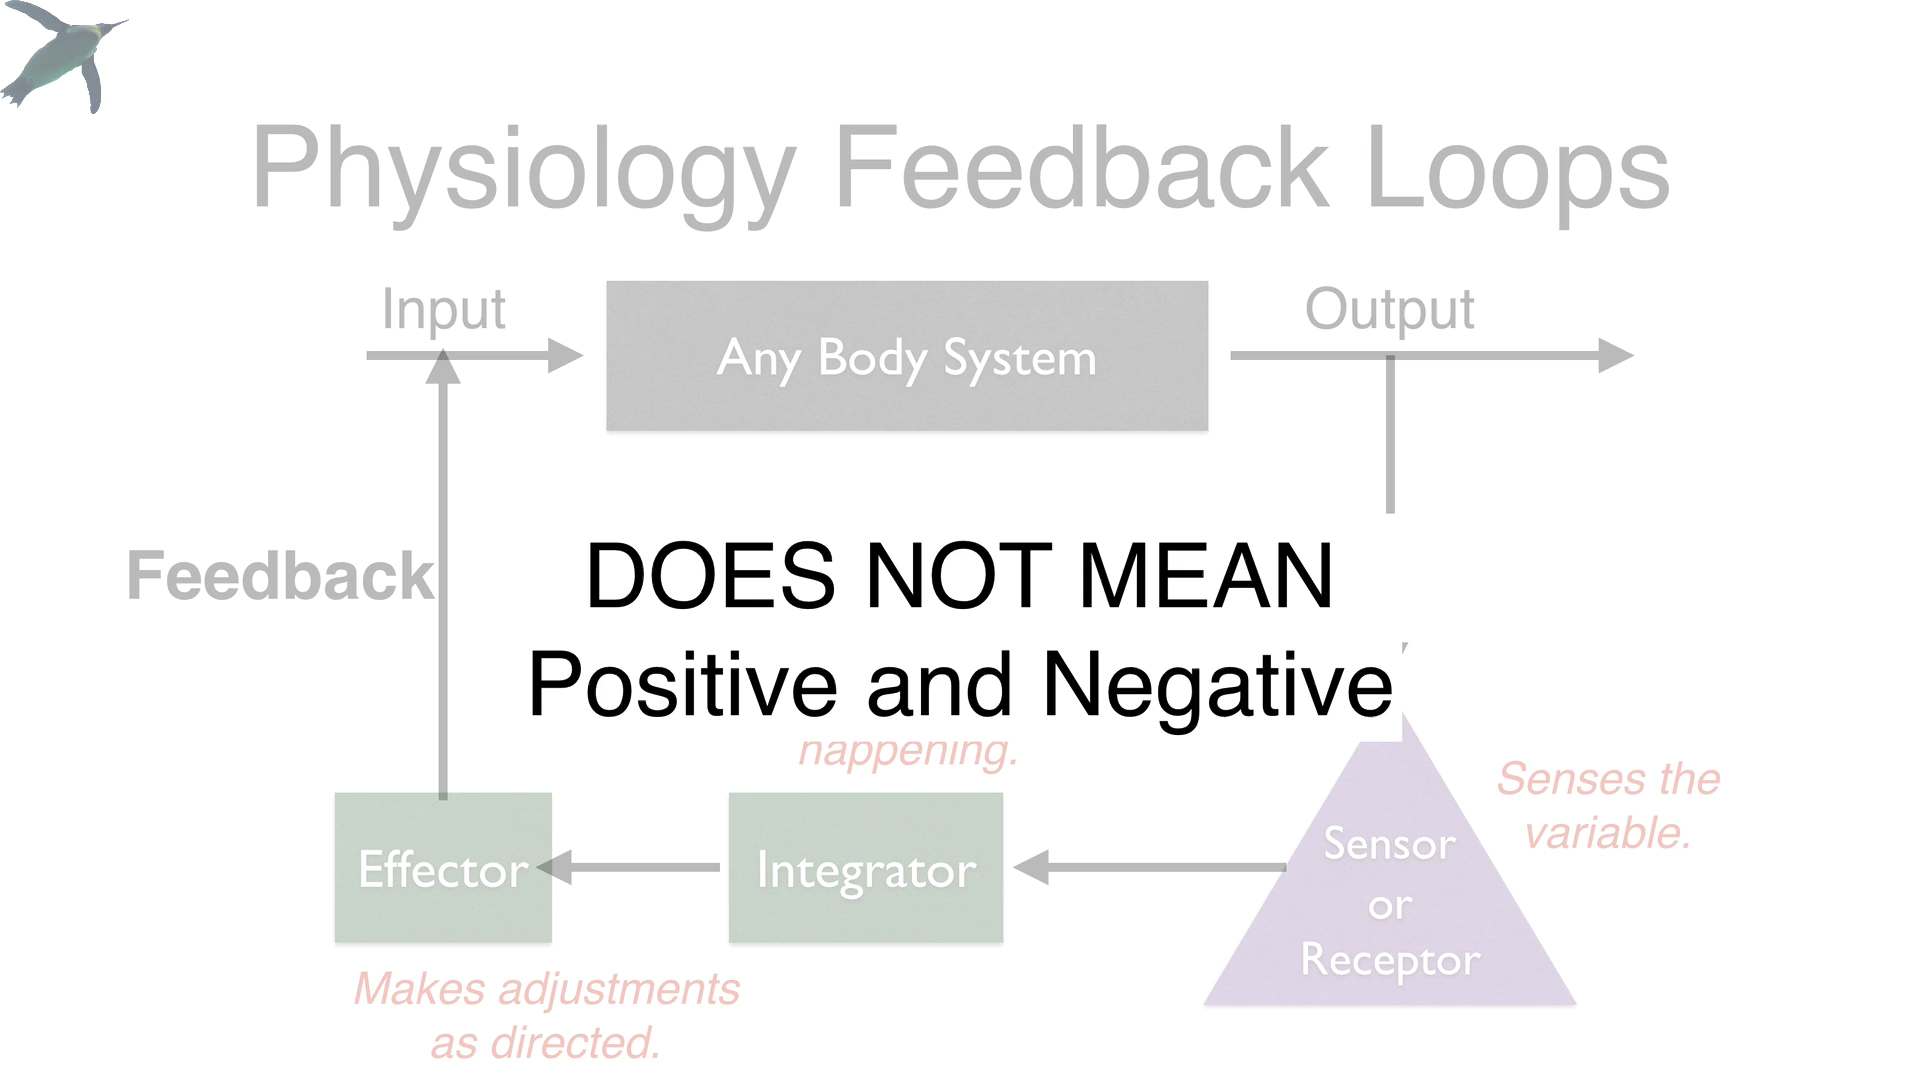 Physiology Feedback Loops
Input
Any Body System
Output
Feedback
DOES NOT MEAN
Positive and Negative
happening.
Senses the
variable.
Effector
Integrator
Sensor
or
Receptor
Makes adjustments
as directed.